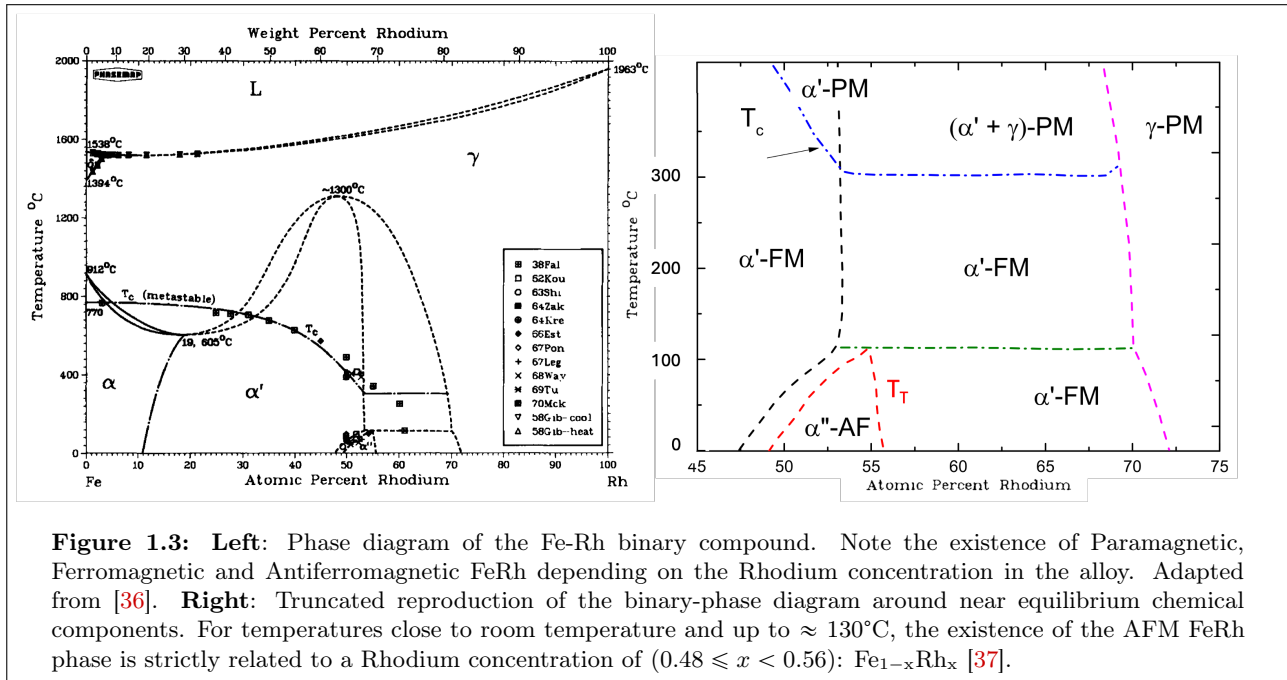 Weight Percent Rhodium
0 10 20 30 40 50 60 70 80 90 100
2000
PHASEMAP
L
1963°C
1600
1538°C
1394°C
γ
~1300°C
1200
912°C
800
770
Tc (metastable)
Tc
19, 605°C
400
α
α'
0
Temperature °C
38Fal
62Kou
63Shi
64Zak
64Kre
66Est
67Pon
67Leg
68Way
69Tu
70Mck
58Gib-cool
58Gib-heat
0 10 20 30 40 50 60 70 80 90 100
Fe Atomic Percent Rhodium Rh
α'-PM
Tc
(α' + γ)-PM
γ-PM
300
α'-FM
α'-FM
200
100
TT
α'-FM
α''-AF
0
Temperature °C
45 50 55 60 65 70 75
Atomic Percent Rhodium
Figure 1.3: Left: Phase diagram of the Fe-Rh binary compound. Note the existence of Paramagnetic,
Ferromagnetic and Antiferromagnetic FeRh depending on the Rhodium concentration in the alloy. Adapted
from [36]. Right: Truncated reproduction of the binary-phase diagram around near equilibrium chemical
components. For temperatures close to room temperature and up to ≈ 130°C, the existence of the AFM FeRh
phase is strictly related to a Rhodium concentration of (0.48 ⩽ x < 0.56): Fe1−xRhx [37].